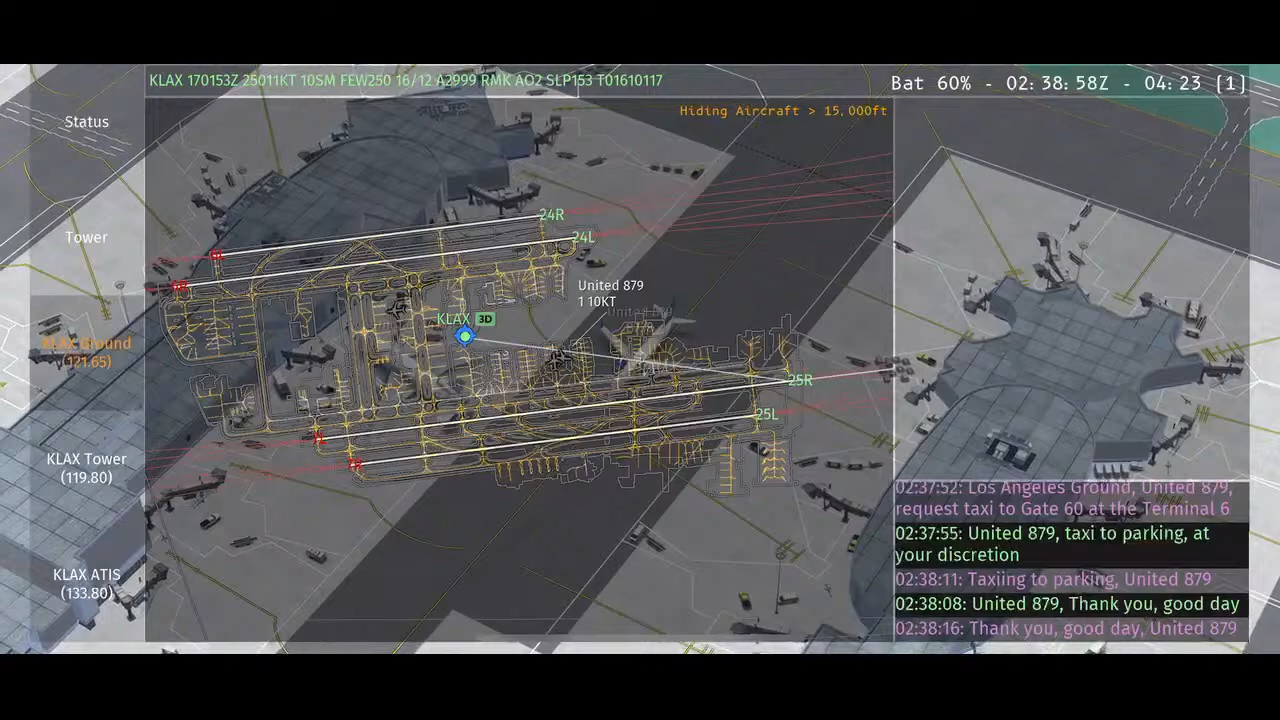 KLAX 170153Z 25011KT 10SM FEW250 16/12 A2999 RMK AO2 SLP153 T01610117
Bat 60% - 02:38:58Z - 04:23 [1]
Hiding Aircraft > 15,000ft
Status
Tower
KLAX Ground
(121.65)
KLAX Tower
(119.80)
KLAX ATIS
(133.80)
24R
24L
United 879
1 10KT
United 879
KLAX 3D
25R
25L
7R
02:37:52: Los Angeles Ground, United 879,
request taxi to Gate 60 at the Terminal 6
02:37:55: United 879, taxi to parking, at
your discretion
02:38:11: Taxiing to parking, United 879
02:38:08: United 879, Thank you, good day
02:38:16: Thank you, good day, United 879